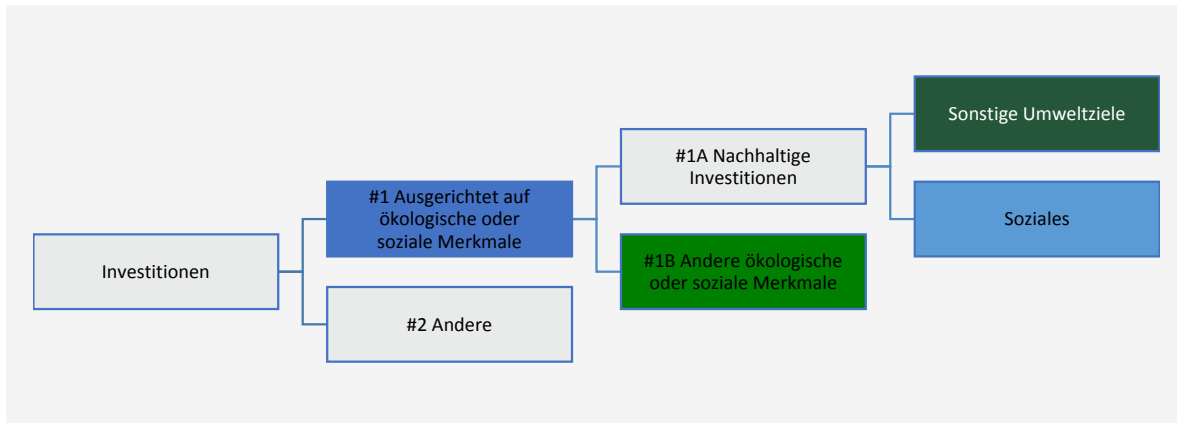 Investitionen
#1 Ausgerichtet auf
ökologische oder
soziale Merkmale
#2 Andere
#1A Nachhaltige
Investitionen
#1B Andere ökologische
oder soziale Merkmale
Sonstige Umweltziele
Soziales